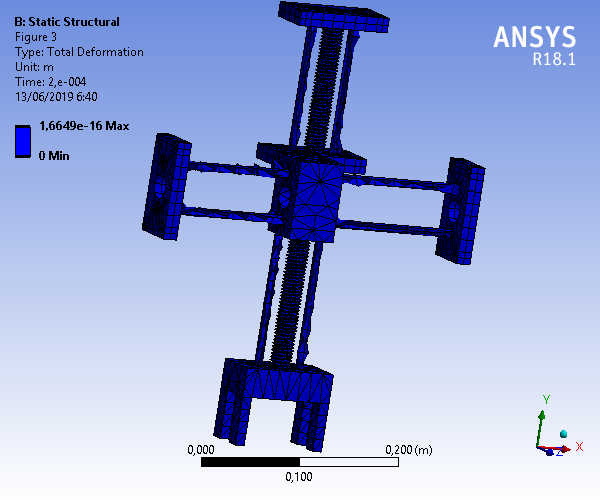 B: Static Structural
Figure 3
Type: Total Deformation
Unit: m
Time: 2,e-004
13/06/2019 6:40
1,6649e-16 Max
0 Min
ANSYS
R18.1
0,000
0,200 (m)
0,100
Y
X
Z